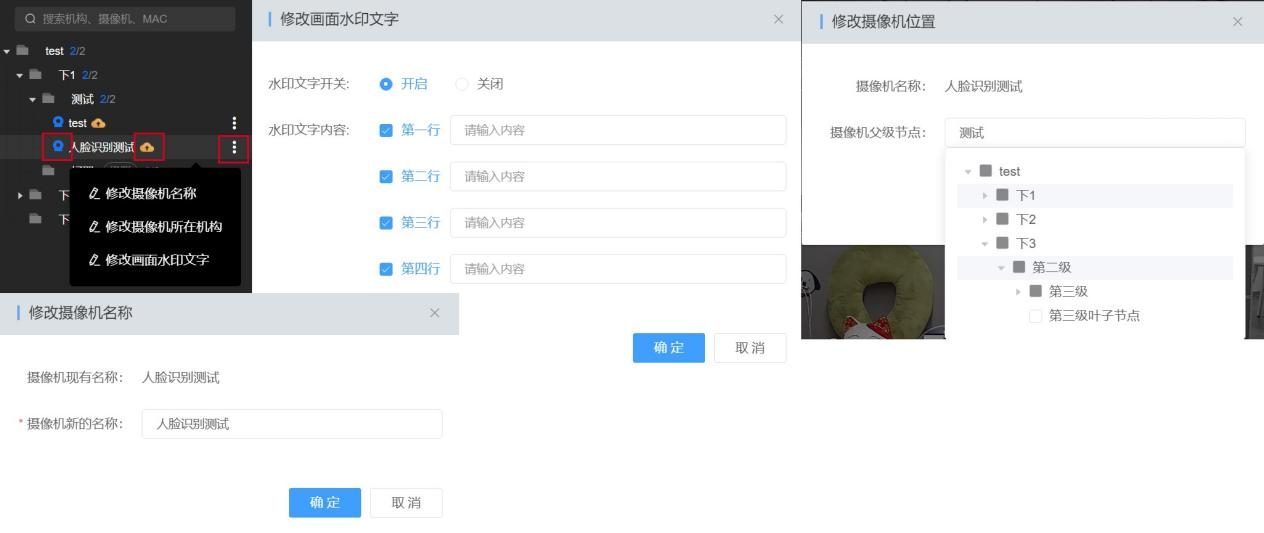 搜索机构、摄像机、MAC
test 2/2
下1 2/2
测试 2/2
test
人脸识别测试
下
下
修改摄像机名称
修改摄像机所在机构
修改画面水印文字
修改画面水印文字
水印文字开关:
开启
关闭
水印文字内容:
第一行
请输入内容
第二行
请输入内容
第三行
请输入内容
第四行
请输入内容
确定
取消
修改摄像机位置
摄像机名称:
人脸识别测试
摄像机父级节点:
测试
test
下1
下2
下3
第二级
第三级
第三级叶子节点
修改摄像机名称
摄像机现有名称:
人脸识别测试
* 摄像机新的名称:
人脸识别测试
确定
取消